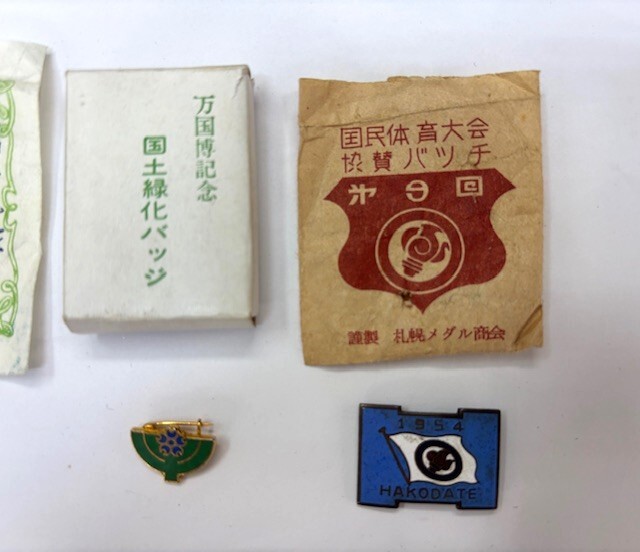 万国博記念
国土緑化バッジ
国民体育大会
協賛バッチ
第9回
謹製 札幌メダル商会
1954
HAKODATE